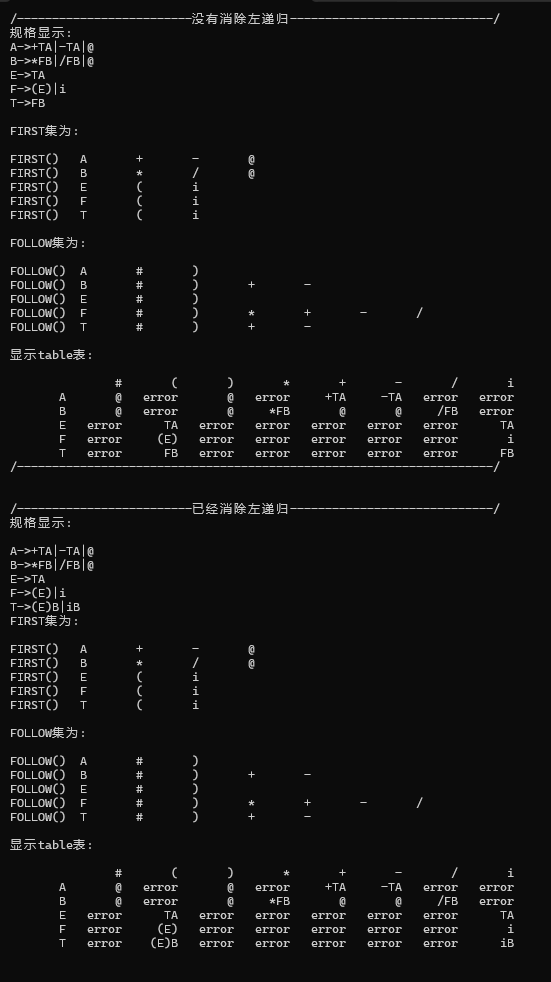 /-------------------------没有消除左递归-----------------------------/
规格显示:
A->+TA|-TA|@
B->*FB|/FB|@
E->TA
F->(E)|i
T->FB
FIRST集为:
FIRST() A + - @
FIRST() B * / @
FIRST() E ( i
FIRST() F ( i
FIRST() T ( i
FOLLOW集为:
FOLLOW() A # )
FOLLOW() B # ) + -
FOLLOW() E # )
FOLLOW() F # ) * + - /
FOLLOW() T # ) + -
显示table表:
# ( ) * + - / i
A @ error @ error +TA -TA error error
B @ error @ *FB @ @ /FB error
E error TA error error error error error TA
F error (E) error error error error error i
T error FB error error error error error FB
/--------------------------------------------------------------------/
/-------------------------已经消除左递归-----------------------------/
规格显示:
A->+TA|-TA|@
B->*FB|/FB|@
E->TA
F->(E)|i
T->(E)B|iB
FIRST集为:
FIRST() A + - @
FIRST() B * / @
FIRST() E ( i
FIRST() F ( i
FIRST() T ( i
FOLLOW集为:
FOLLOW() A # )
FOLLOW() B # ) + -
FOLLOW() E # )
FOLLOW() F # ) * + - /
FOLLOW() T # ) + -
显示table表:
# ( ) * + - / i
A @ error @ error +TA -TA error error
B @ error @ *FB @ @ /FB error
E error TA error error error error error TA
F error (E) error error error error error i
T error (E)B error error error error error iB